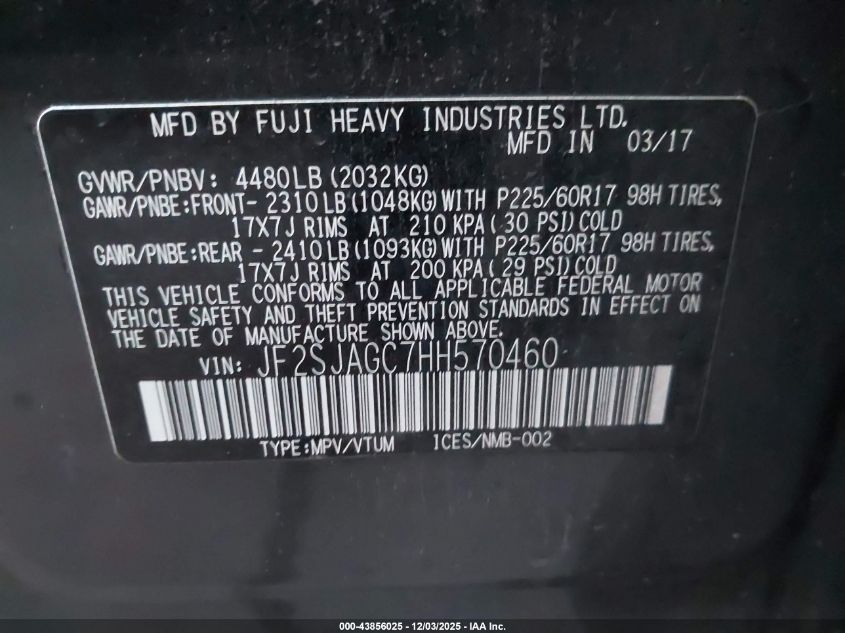 MFD BY FUJI HEAVY INDUSTRIES LTD.
MFD IN 03/17
GVWR/PNBV: 4480LB (2032KG)
GAWR/PNBE:FRONT- 2310LB (1048KG) WITH P225/60R17 98H TIRES,
17X7J RIMS AT 210 KPA (30 PSI) COLD
GAWR/PNBE:REAR - 2410LB (1093KG) WITH P225/60R17 98H TIRES,
17X7J RIMS AT 200 KPA (29 PSI) COLD
THIS VEHICLE CONFORMS TO ALL APPLICABLE FEDERAL MOTOR
VEHICLE SAFETY AND THEFT PREVENTION STANDARDS IN EFFECT ON
THE DATE OF MANUFACTURE SHOWN ABOVE.
VIN: JF2SJAGC7HH570460
TYPE:MPV/VTUM ICES/NMB-002
000-43856025 - 12/03/2025 - IAA Inc.